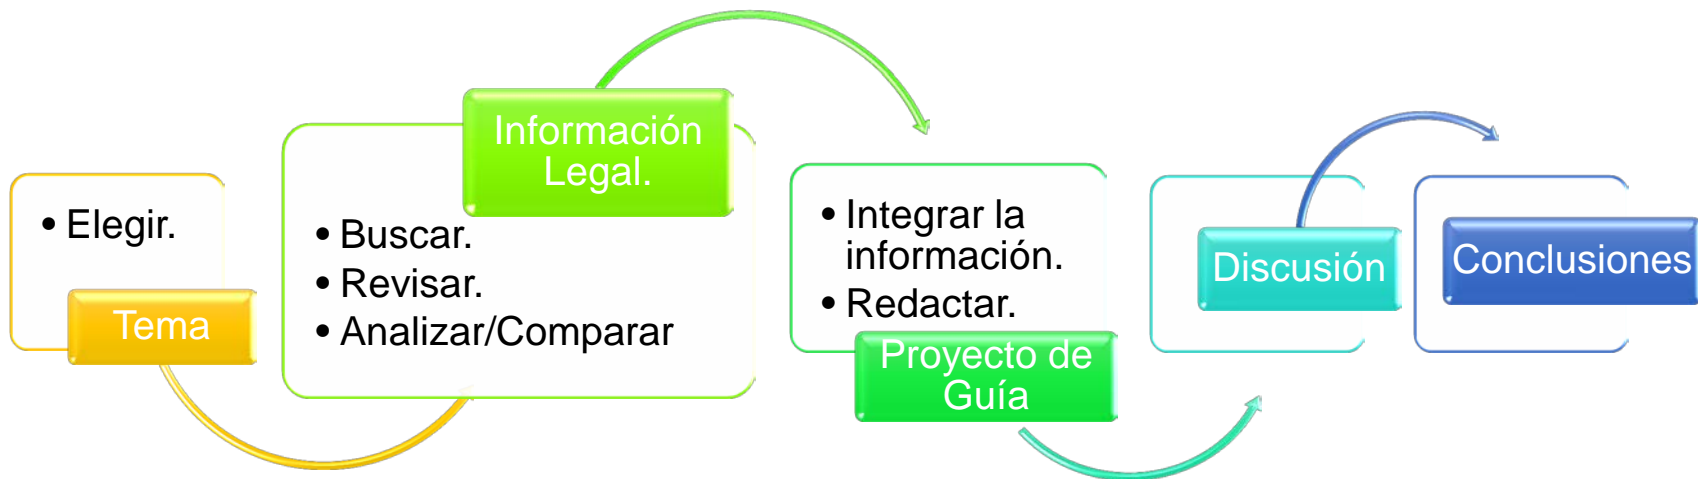 • Elegir.
Tema
Información
Legal.
• Buscar.
• Revisar.
• Analizar/Comparar
• Integrar la
información.
• Redactar.
Proyecto de
Guía
Discusión
Conclusiones